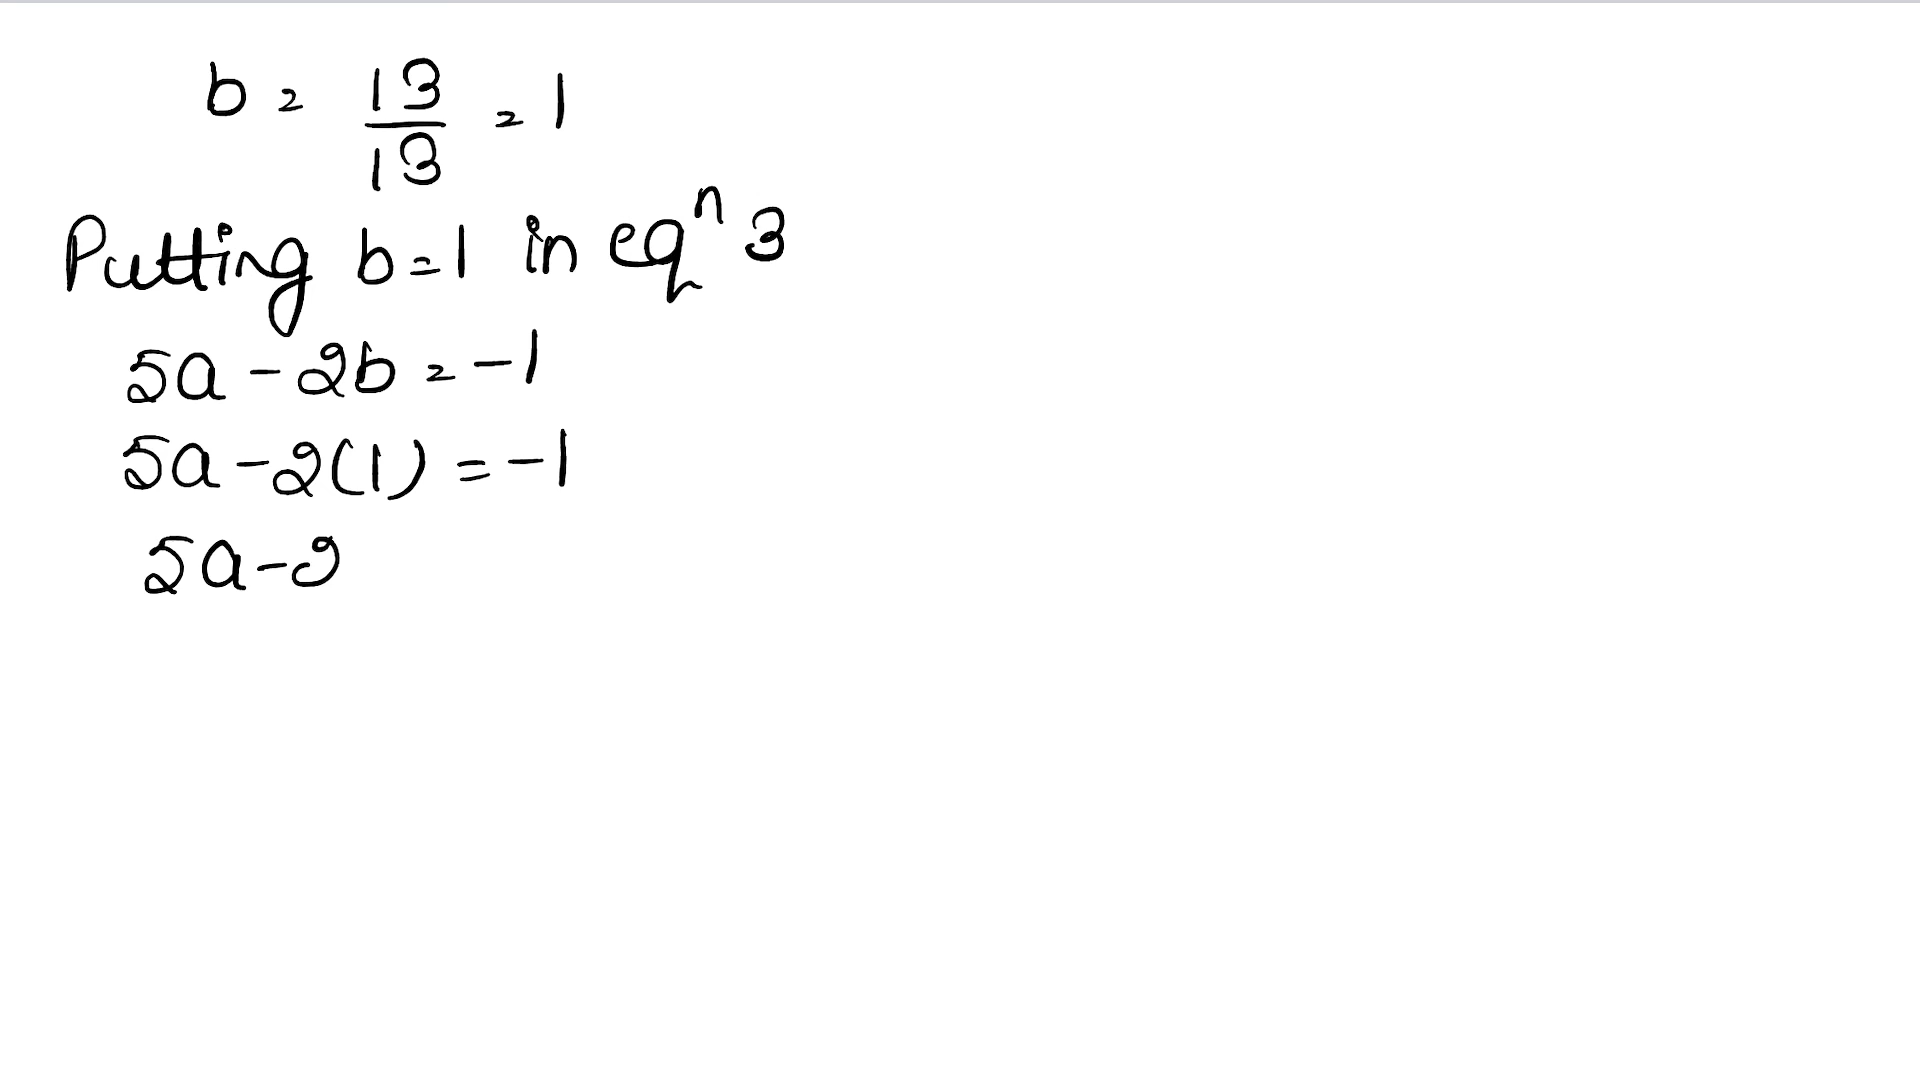 b = 13/13 = 1
Putting b=1 in eqⁿ 3
5a - 2b = -1
5a - 2(1) = -1
5a - 2